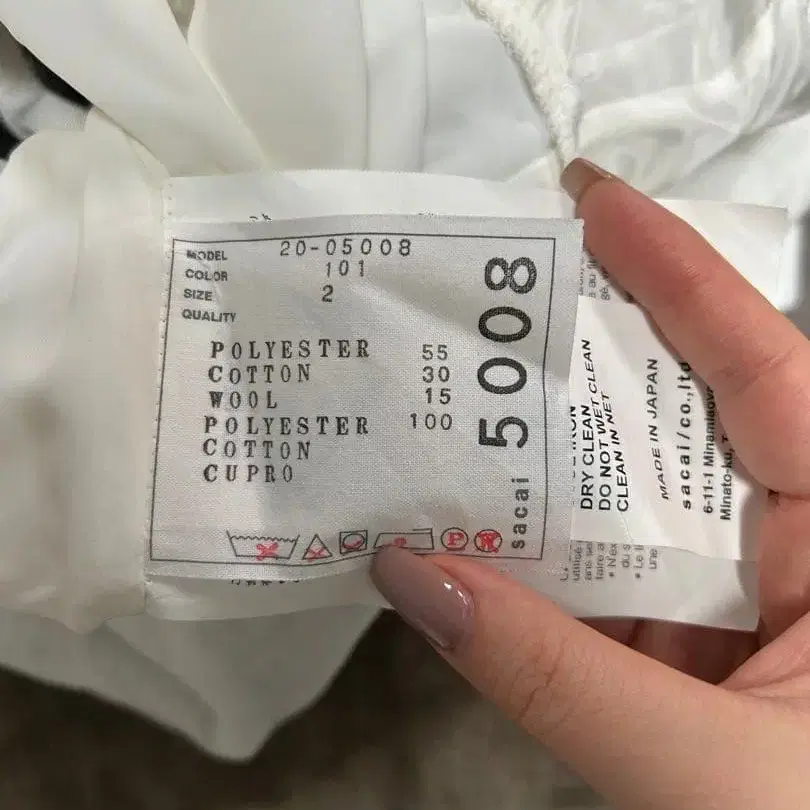 MODEL 20-05008
COLOR 101
SIZE 2
QUALITY
POLYESTER 55
COTTON 30
WOOL 15
POLYESTER 100
COTTON
CUPRO
sacai 5008
P
DRY CLEAN
DO NOT WET CLEAN
CLEAN IN NET
MADE IN JAPAN
sacai/co.,ltd
6-11-1
Minato-ku,